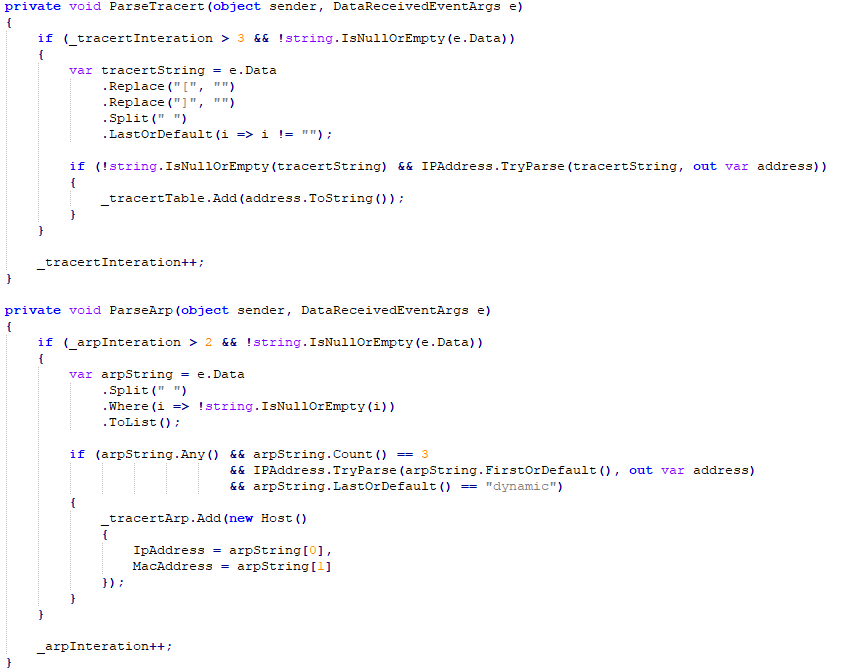 private void ParseTracert(object sender, DataReceivedEventArgs e)
{
    if (_tracertInteration > 3 && !string.IsNullOrEmpty(e.Data))
    {
        var tracertString = e.Data
            .Replace("[", "")
            .Replace("]", "")
            .Split(" ")
            .LastOrDefault(i => i != "");

        if (!string.IsNullOrEmpty(tracertString) && IPAddress.TryParse(tracertString, out var address))
        {
            _tracertTable.Add(address.ToString());
        }
    }

    _tracertInteration++;
}

private void ParseArp(object sender, DataReceivedEventArgs e)
{
    if (_arpInteration > 2 && !string.IsNullOrEmpty(e.Data))
    {
        var arpString = e.Data
            .Split(" ")
            .Where(i => !string.IsNullOrEmpty(i))
            .ToList();

        if (arpString.Any() && arpString.Count() == 3
                            && IPAddress.TryParse(arpString.FirstOrDefault(), out var address)
                            && arpString.LastOrDefault() == "dynamic")
        {
            _tracertArp.Add(new Host()
            {
                IpAddress = arpString[0],
                MacAddress = arpString[1]
            });
        }
    }

    _arpInteration++;
}